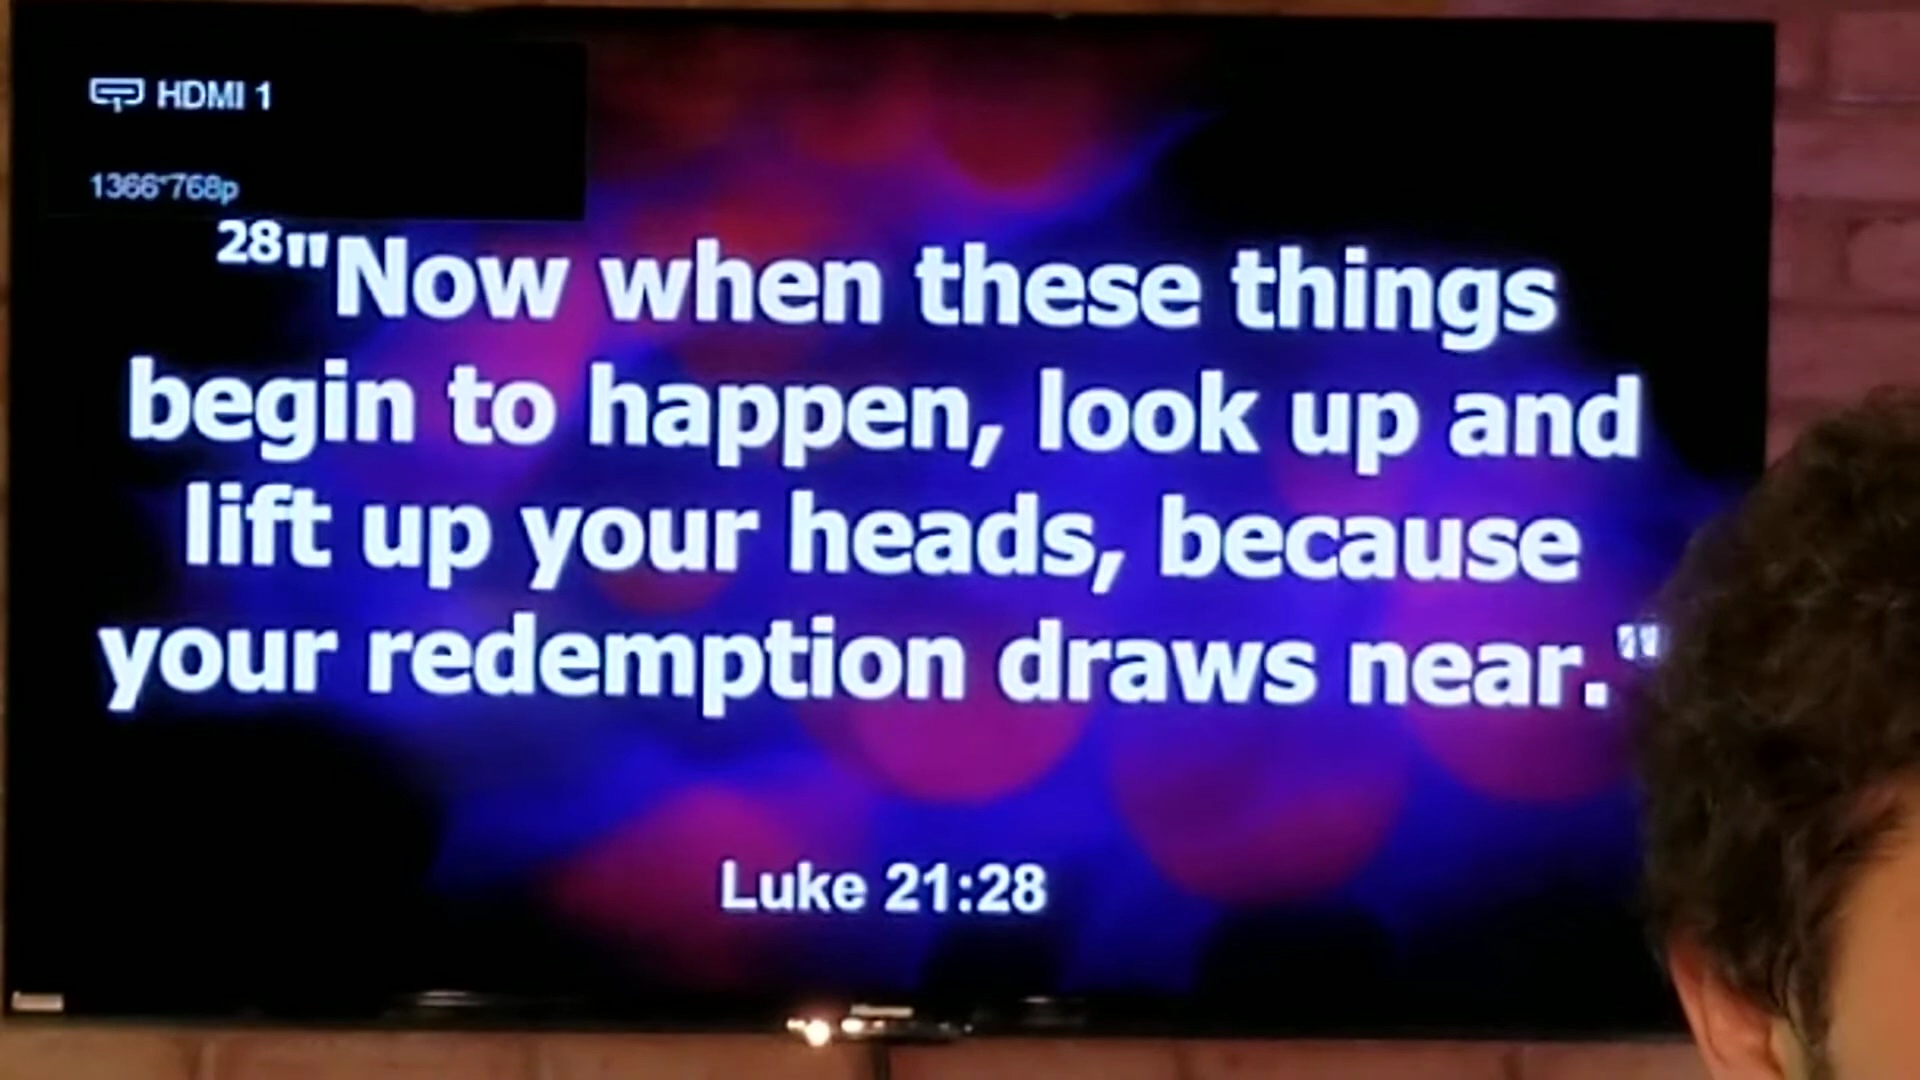 HDMI 1
1366*768p
28"Now when these things
begin to happen, look up and
lift up your heads, because
your redemption draws near."
Luke 21:28